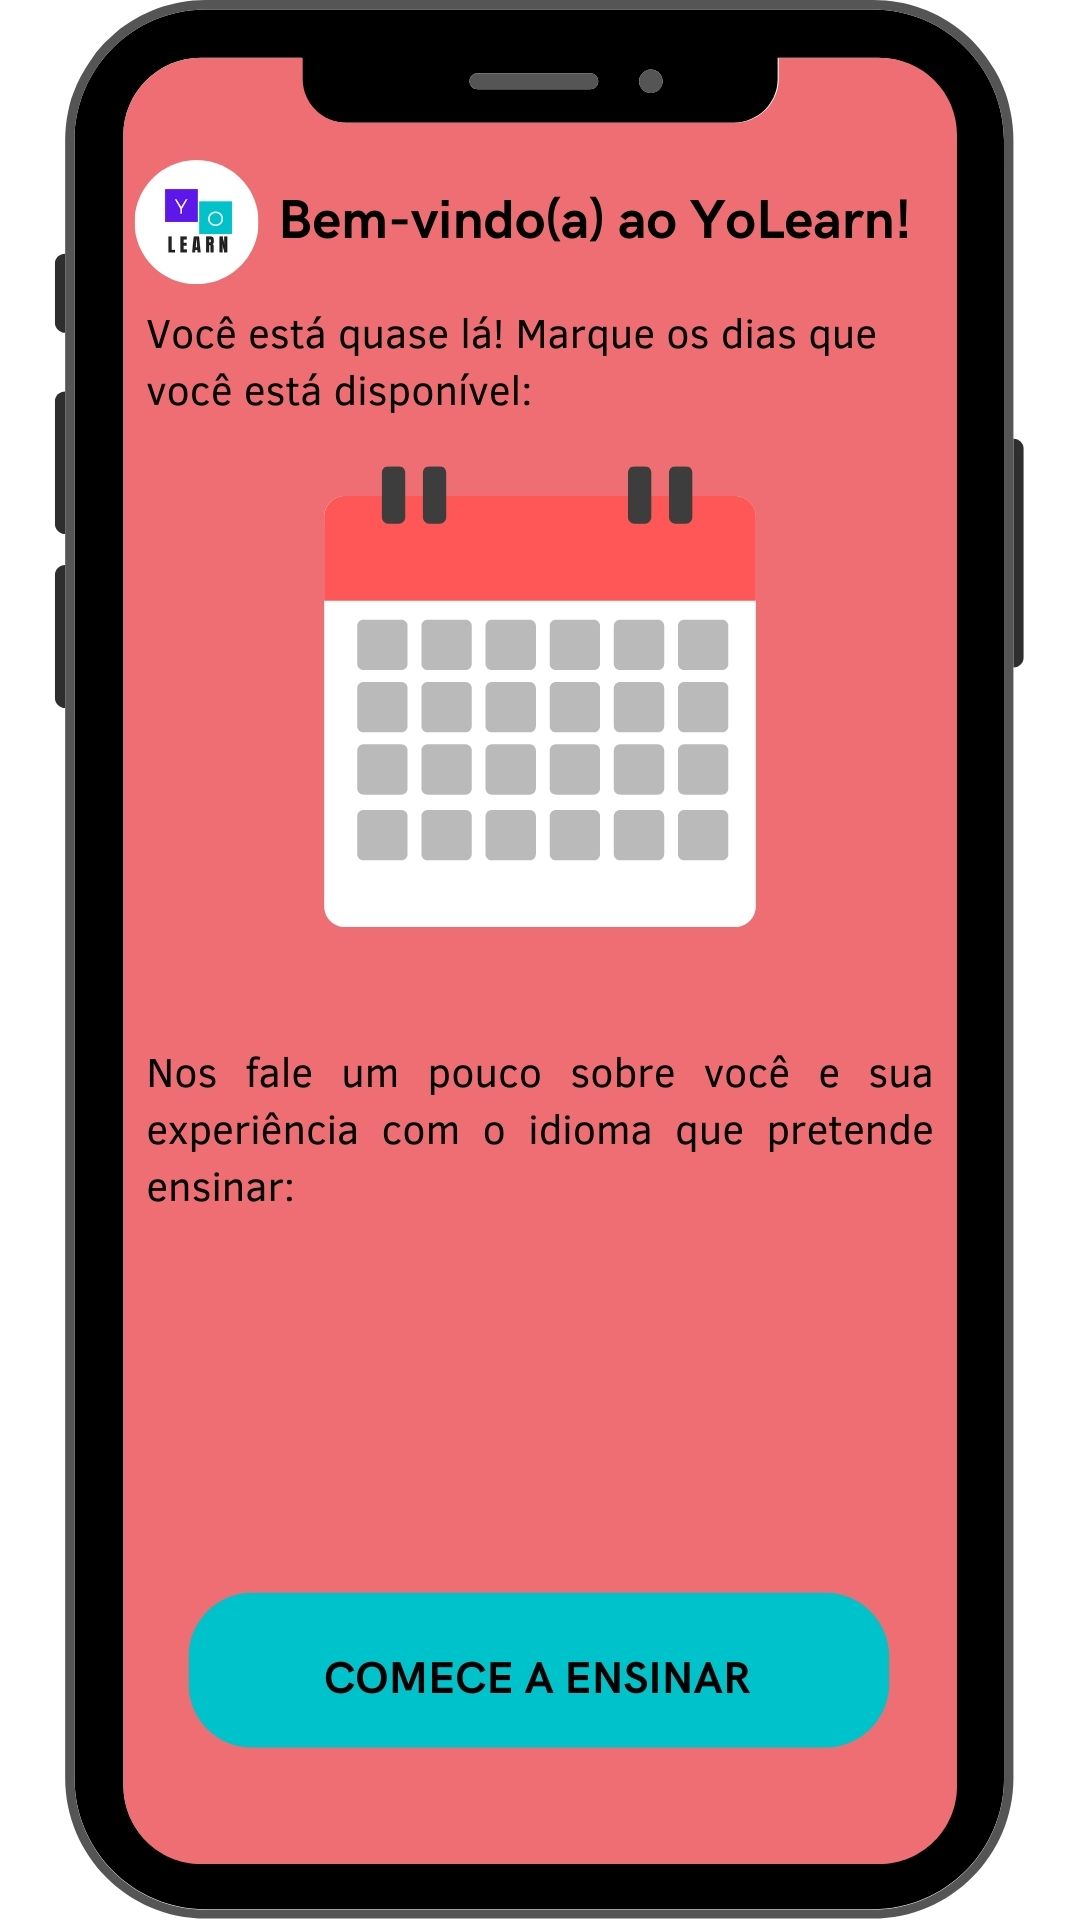 Y
O
LEARN
Bem-vindo(a) ao YoLearn!
Você está quase lá! Marque os dias que
você está disponível:
Nos fale um pouco sobre você e sua
experiência com o idioma que pretende
ensinar:
COMECE A ENSINAR